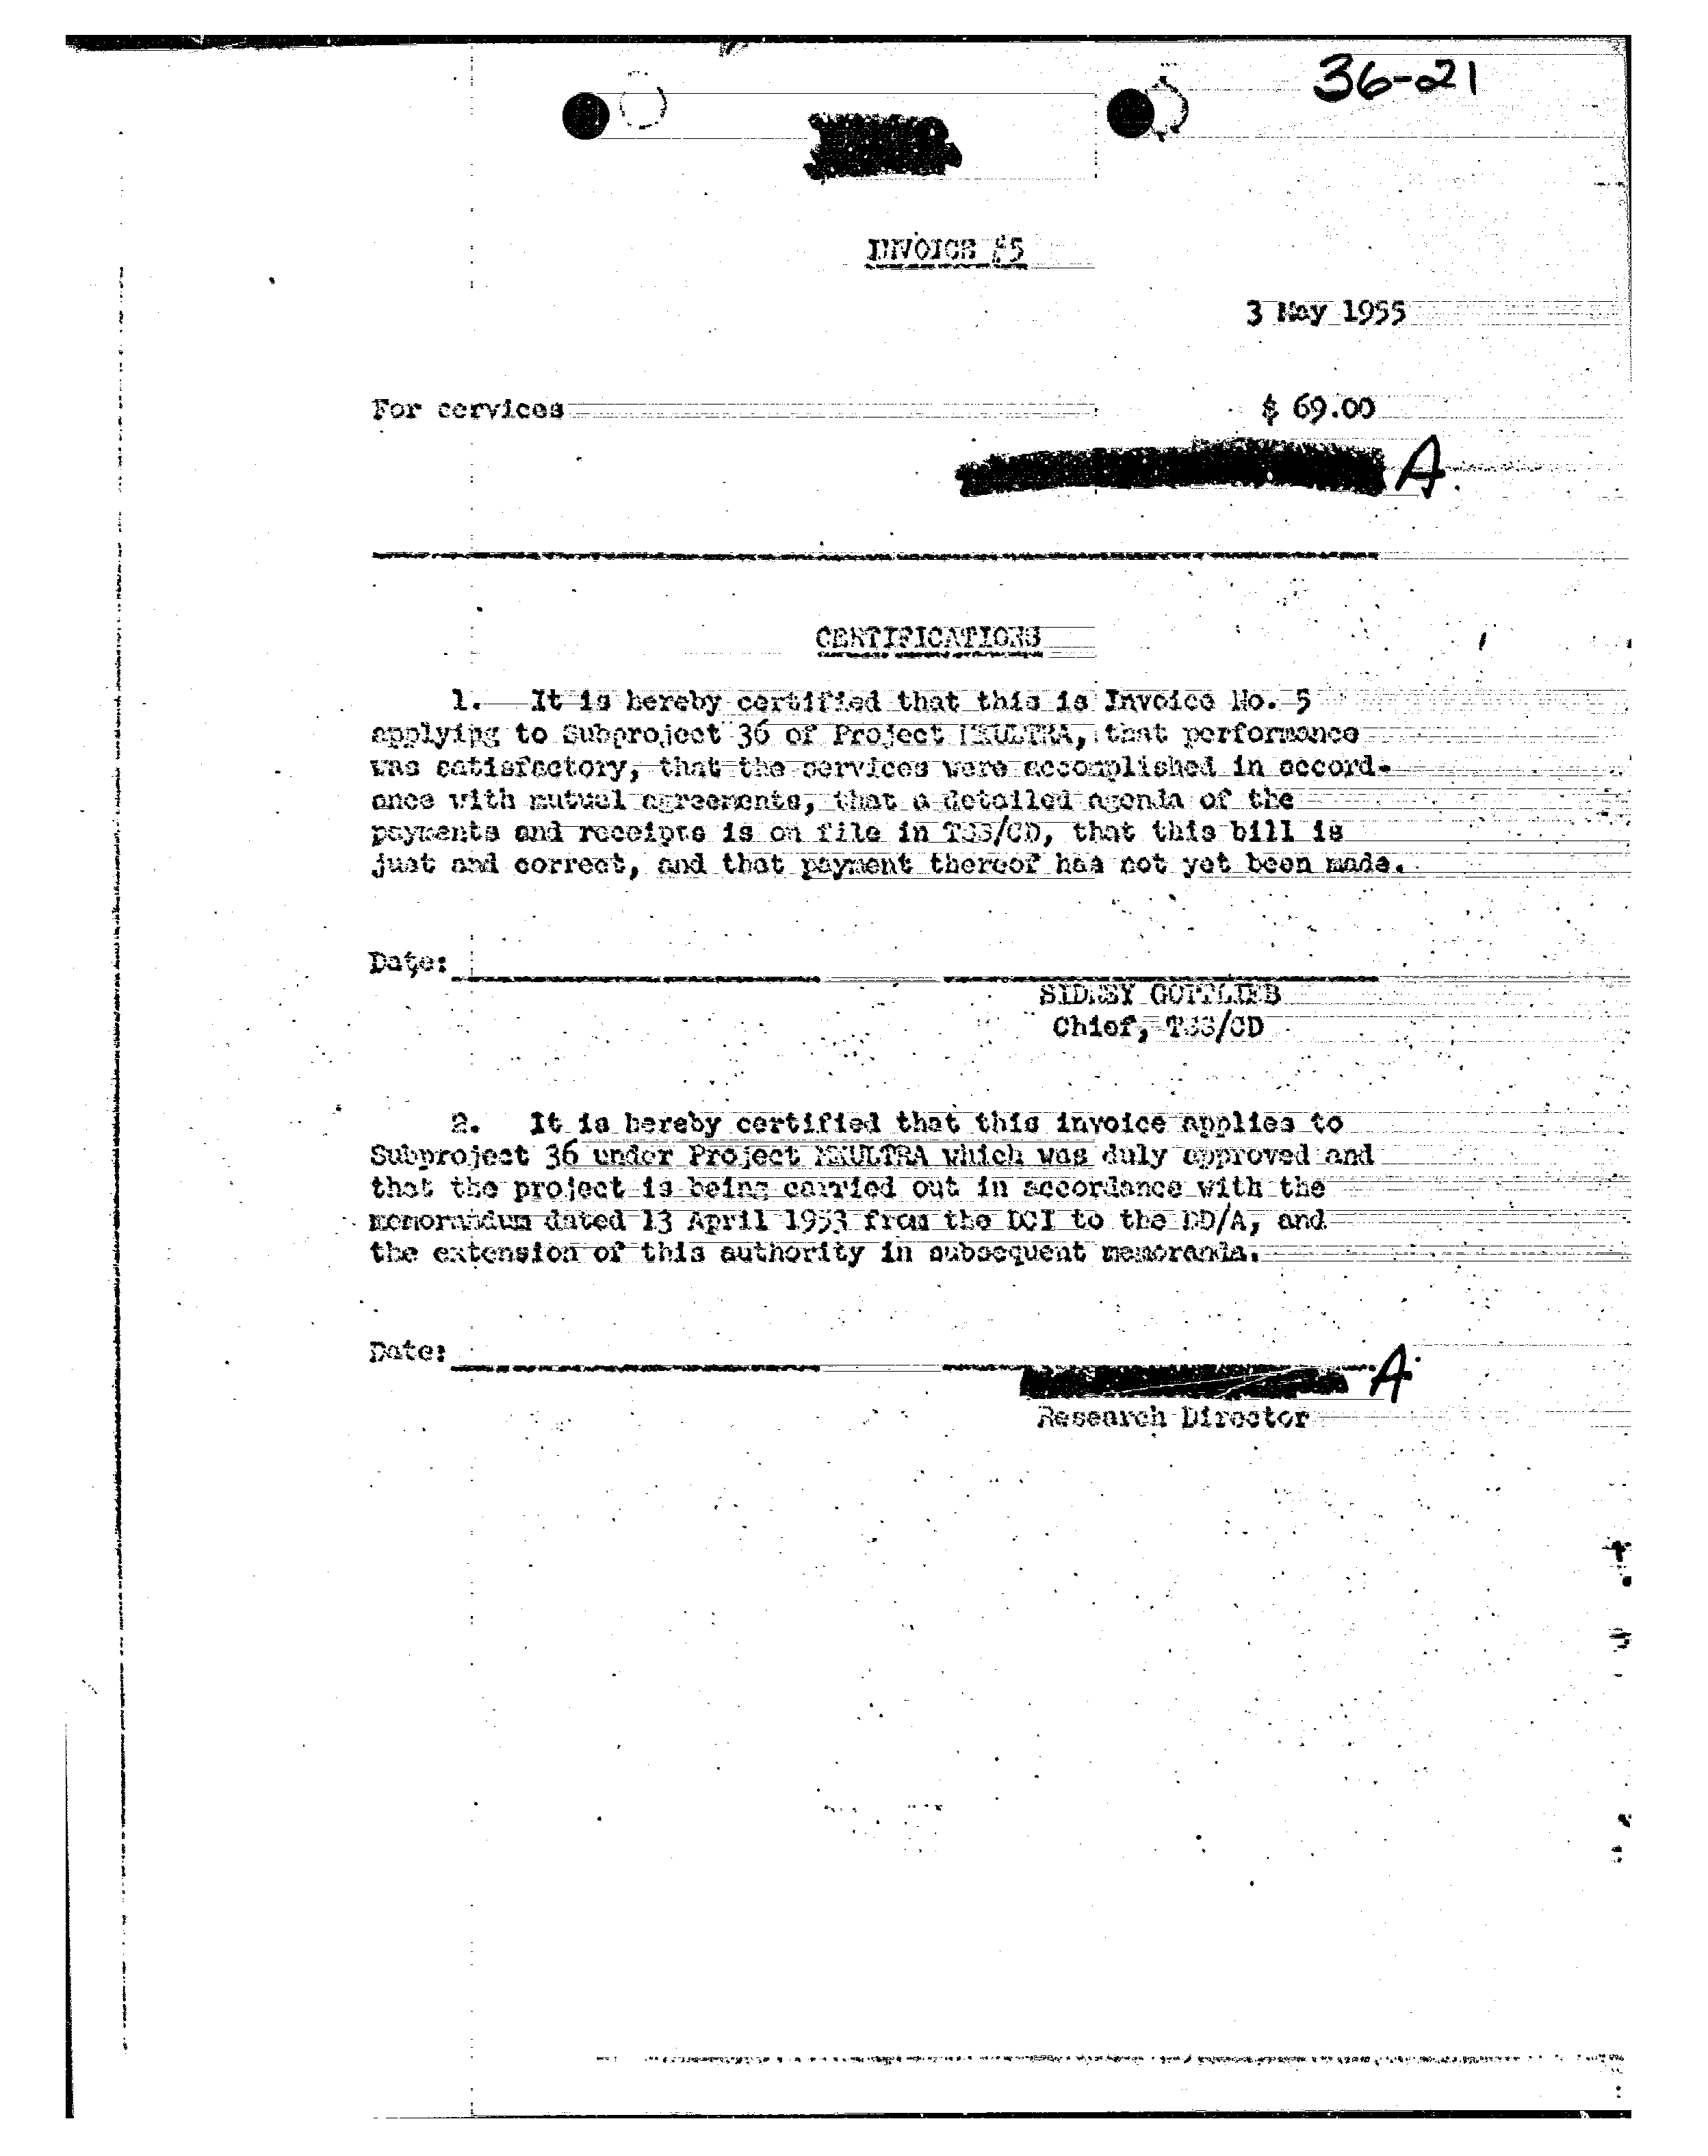 36-21
INVOICE #5
3 May 1955
For services $ 69.00
A
CERTIFICATIONS
1. It is hereby certified that this is Invoice No. 5
applying to Subproject 36 of Project MKULTRA, that performance
was satisfactory, that the services were accomplished in accord-
ance with mutual agreements, that a detailed agenda of the
payments and receipts is on file in TSS/CD, that this bill is
just and correct, and that payment thereof has not yet been made.
Date:
SIDNEY GOTTLIEB
Chief, TSS/CD
2. It is hereby certified that this invoice applies to
Subproject 36 under Project MKULTRA which was duly approved and
that the project is being carried out in accordance with the
memorandum dated 13 April 1953 from the DCI to the DD/A, and
the extension of this authority in subsequent memoranda.
Date:
A
Research Director